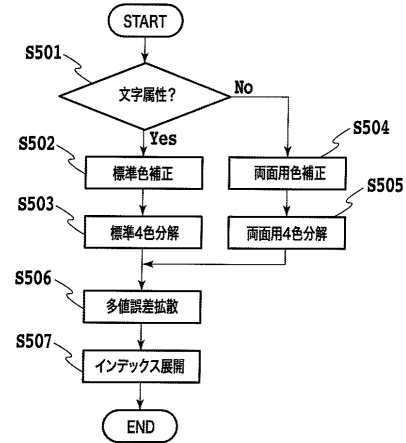 START
S501
文字属性?
No
Yes
S502
標準色補正
S504
両面用色補正
S503
標準4色分解
S505
両面用4色分解
S506
多値誤差拡散
S507
インデックス展開
END